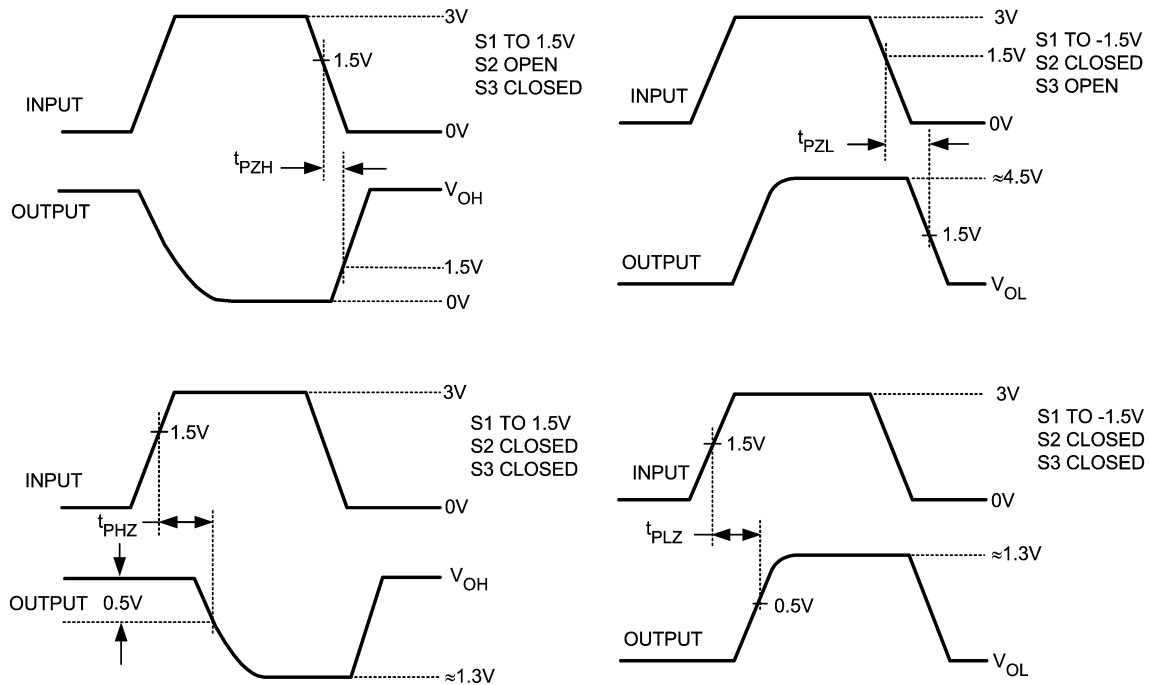 3V
S1 TO 1.5V
S2 OPEN
S3 CLOSED
1.5V
INPUT
0V
tPZH
VOH
OUTPUT
1.5V
0V
3V
S1 TO -1.5V
S2 CLOSED
S3 OPEN
1.5V
INPUT
0V
tPZL
≈4.5V
1.5V
OUTPUT
VOL
3V
S1 TO 1.5V
S2 CLOSED
S3 CLOSED
1.5V
INPUT
0V
tPHZ
VOH
OUTPUT 0.5V
≈1.3V
3V
S1 TO -1.5V
S2 CLOSED
S3 CLOSED
1.5V
INPUT
0V
tPLZ
≈1.3V
0.5V
OUTPUT
VOL